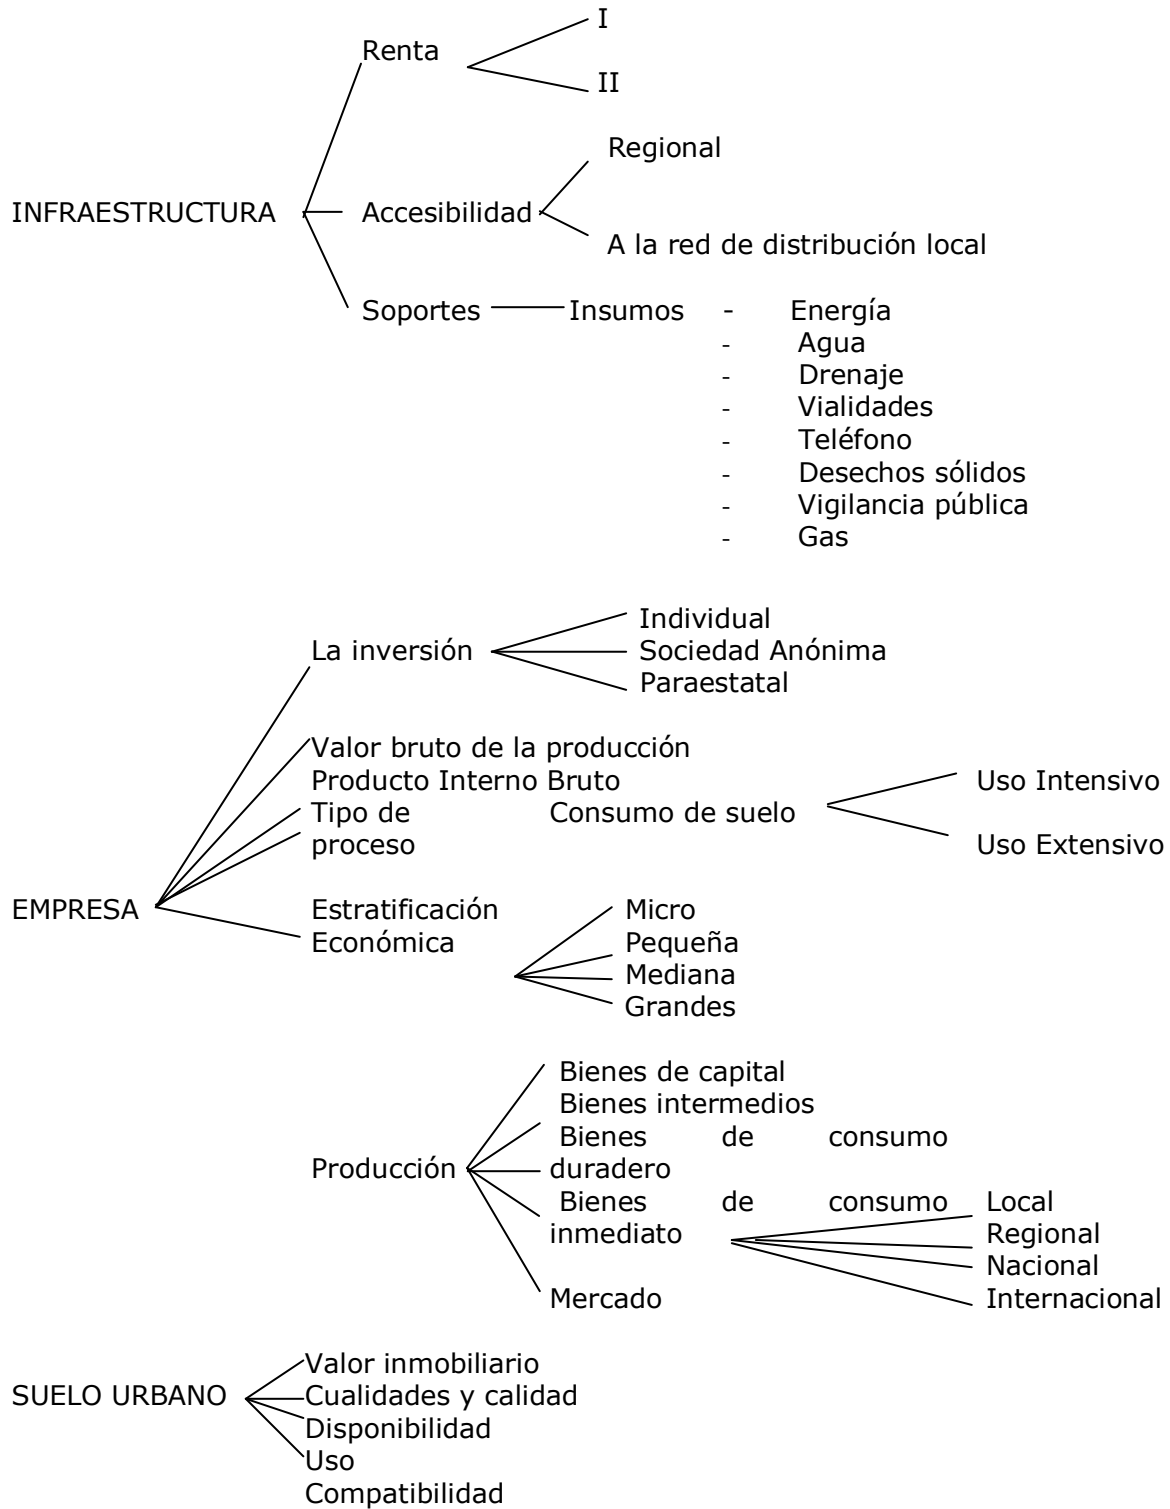 I
Renta
II
Regional
INFRAESTRUCTURA Accesibilidad
A la red de distribución local
Soportes Insumos - Energía
- Agua
- Drenaje
- Vialidades
- Teléfono
- Desechos sólidos
- Vigilancia pública
- Gas
Individual
La inversión Sociedad Anónima
Paraestatal
Valor bruto de la producción
Producto Interno Bruto Uso Intensivo
Tipo de Consumo de suelo
proceso Uso Extensivo
EMPRESA Estratificación Micro
Económica Pequeña
Mediana
Grandes
Bienes de capital
Bienes intermedios
Bienes de consumo
Producción duradero
Bienes de consumo Local
inmediato Regional
Nacional
Mercado Internacional
Valor inmobiliario
SUELO URBANO Cualidades y calidad
Disponibilidad
Uso
Compatibilidad